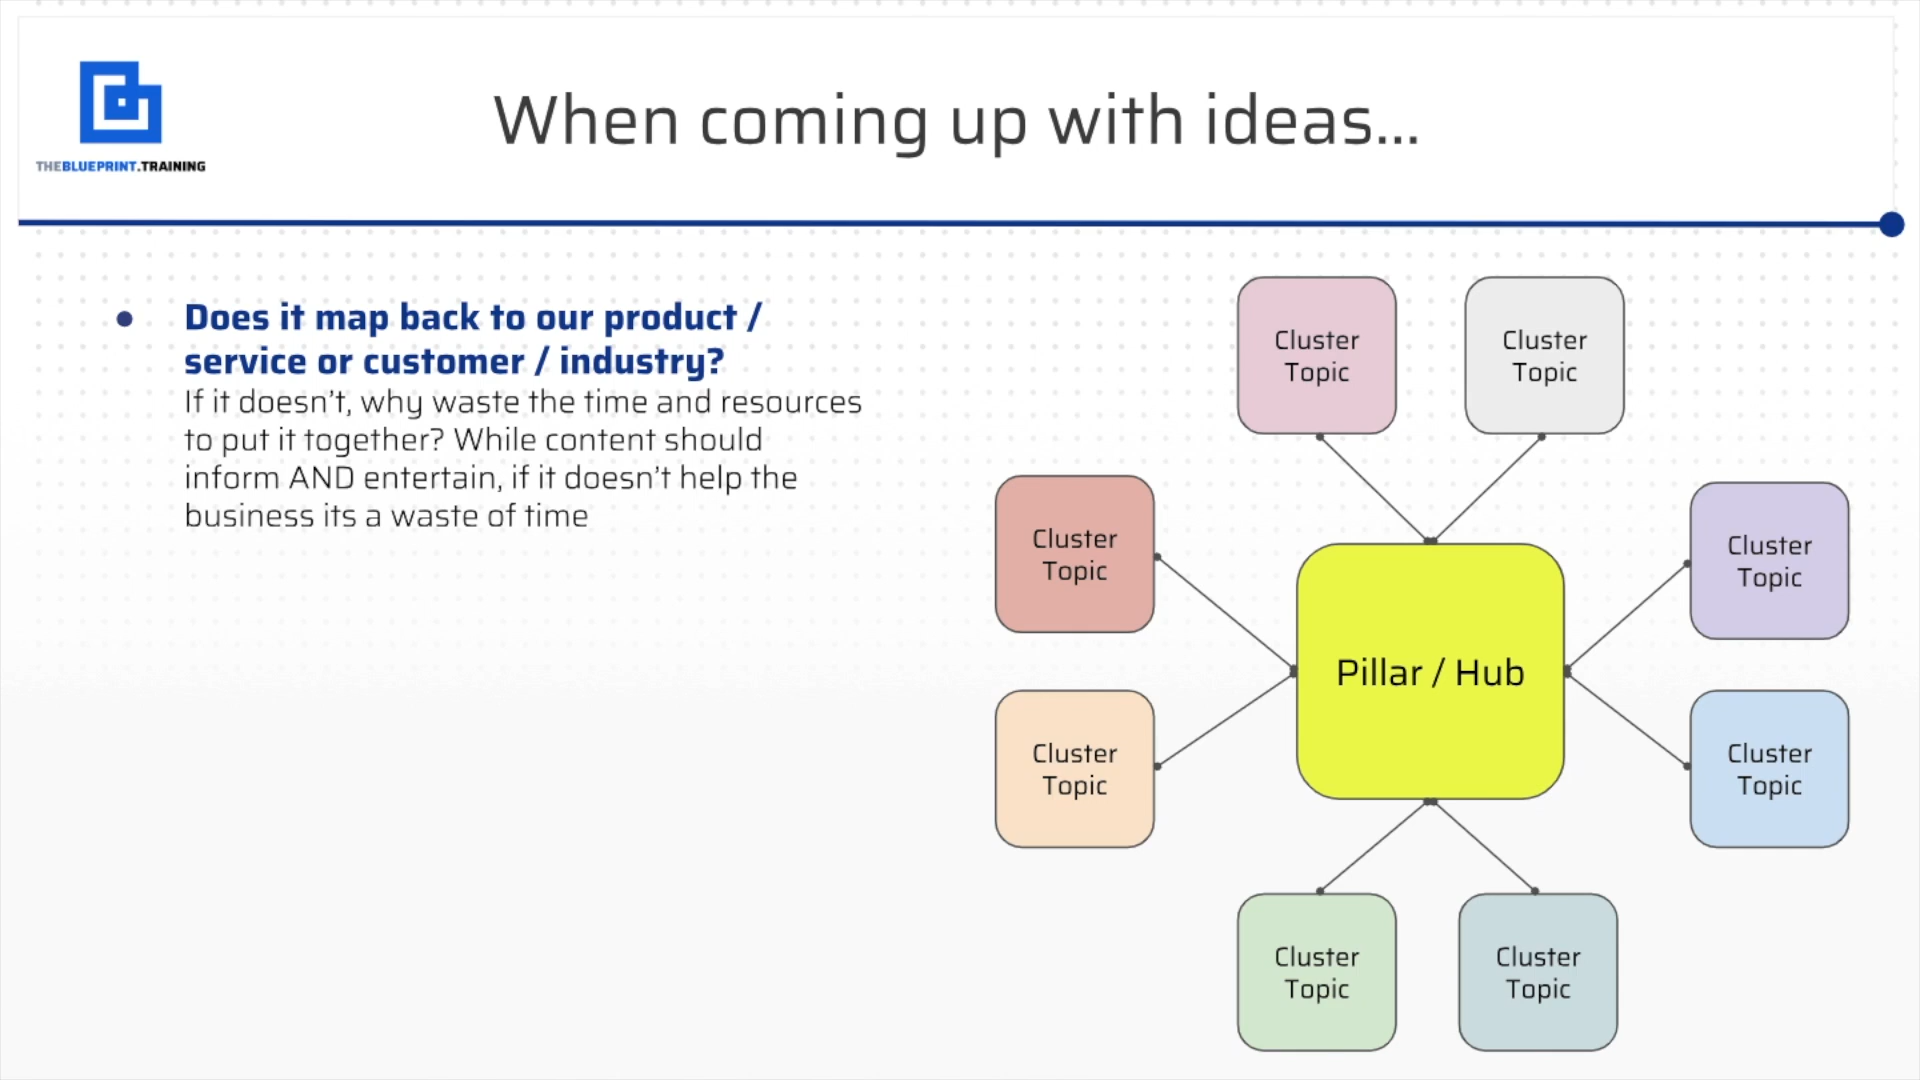 THEBLUEPRINT.TRAINING
When coming up with ideas...
Does it map back to our product /
service or customer / industry?
If it doesn't, why waste the time and resources
to put it together? While content should
inform AND entertain, if it doesn't help the
business its a waste of time
Cluster
Topic
Cluster
Topic
Cluster
Topic
Cluster
Topic
Pillar / Hub
Cluster
Topic
Cluster
Topic
Cluster
Topic
Cluster
Topic